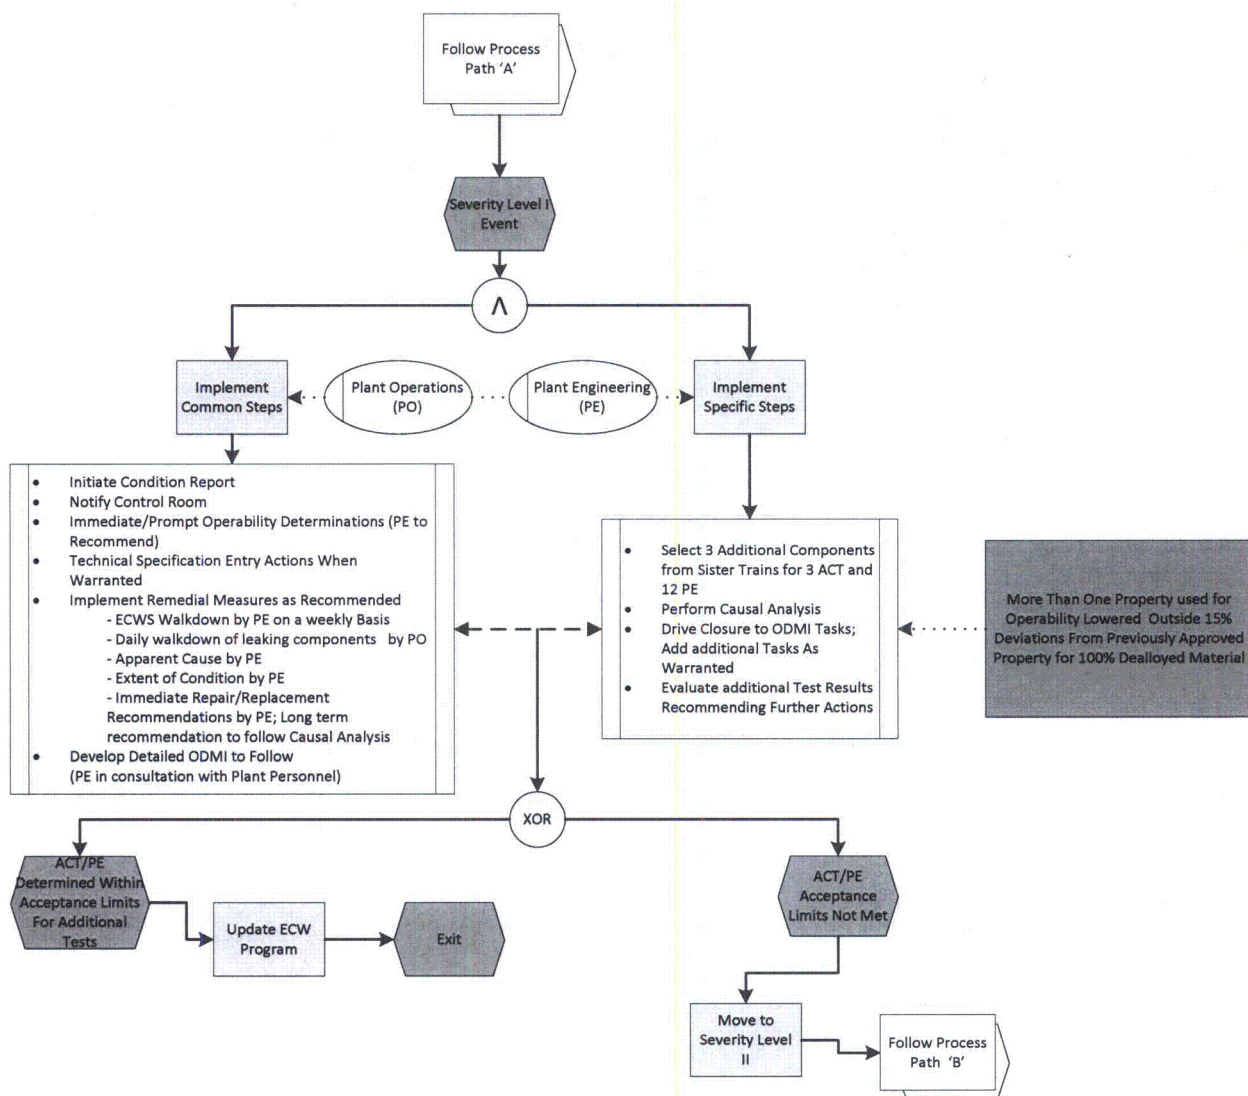 Follow Process
Path 'A'
Severity Level I
Event
Λ
Implement
Common Steps
Plant Operations
(PO)
Plant Engineering
(PE)
Implement
Specific Steps
• Initiate Condition Report
• Notify Control Room
• Immediate/Prompt Operability Determinations (PE to
Recommend)
• Technical Specification Entry Actions When
Warranted
• Implement Remedial Measures as Recommended
- ECWS Walkdown by PE on a weekly Basis
- Daily walkdown of leaking components by PO
- Apparent Cause by PE
- Extent of Condition by PE
- Immediate Repair/Replacement
Recommendations by PE; Long term
recommendation to follow Causal Analysis
• Develop Detailed ODMI to Follow
(PE in consultation with Plant Personnel)
• Select 3 Additional Components
from Sister Trains for 3 ACT and
12 PE
• Perform Causal Analysis
• Drive Closure to ODMI Tasks;
Add additional Tasks As
Warranted
• Evaluate additional Test Results
Recommending Further Actions
More Than One Property used for
Operability Lowered Outside 15%
Deviations From Previously Approved
Property for 100% Dealloyed Material
XOR
ACT/PE
Determined Within
Acceptance Limits
For Additional
Tests
Update ECW
Program
Exit
ACT/PE
Acceptance
Limits Not Met
Move to
Severity Level
II
Follow Process
Path 'B'